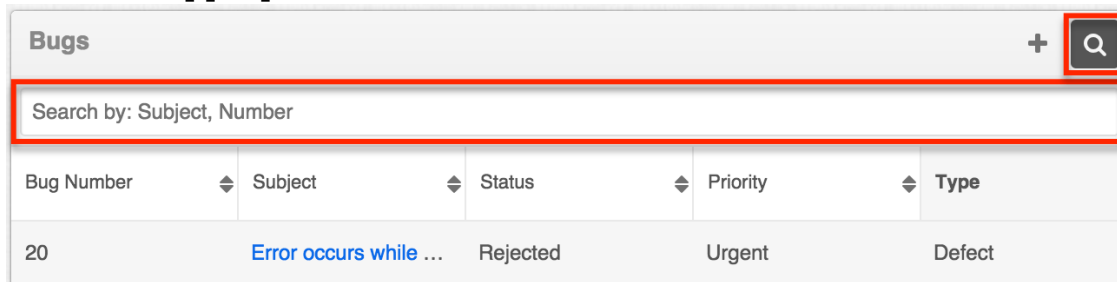 Bugs
Search by: Subject, Number
Bug Number Subject Status Priority Type
20 Error occurs while … Rejected Urgent Defect